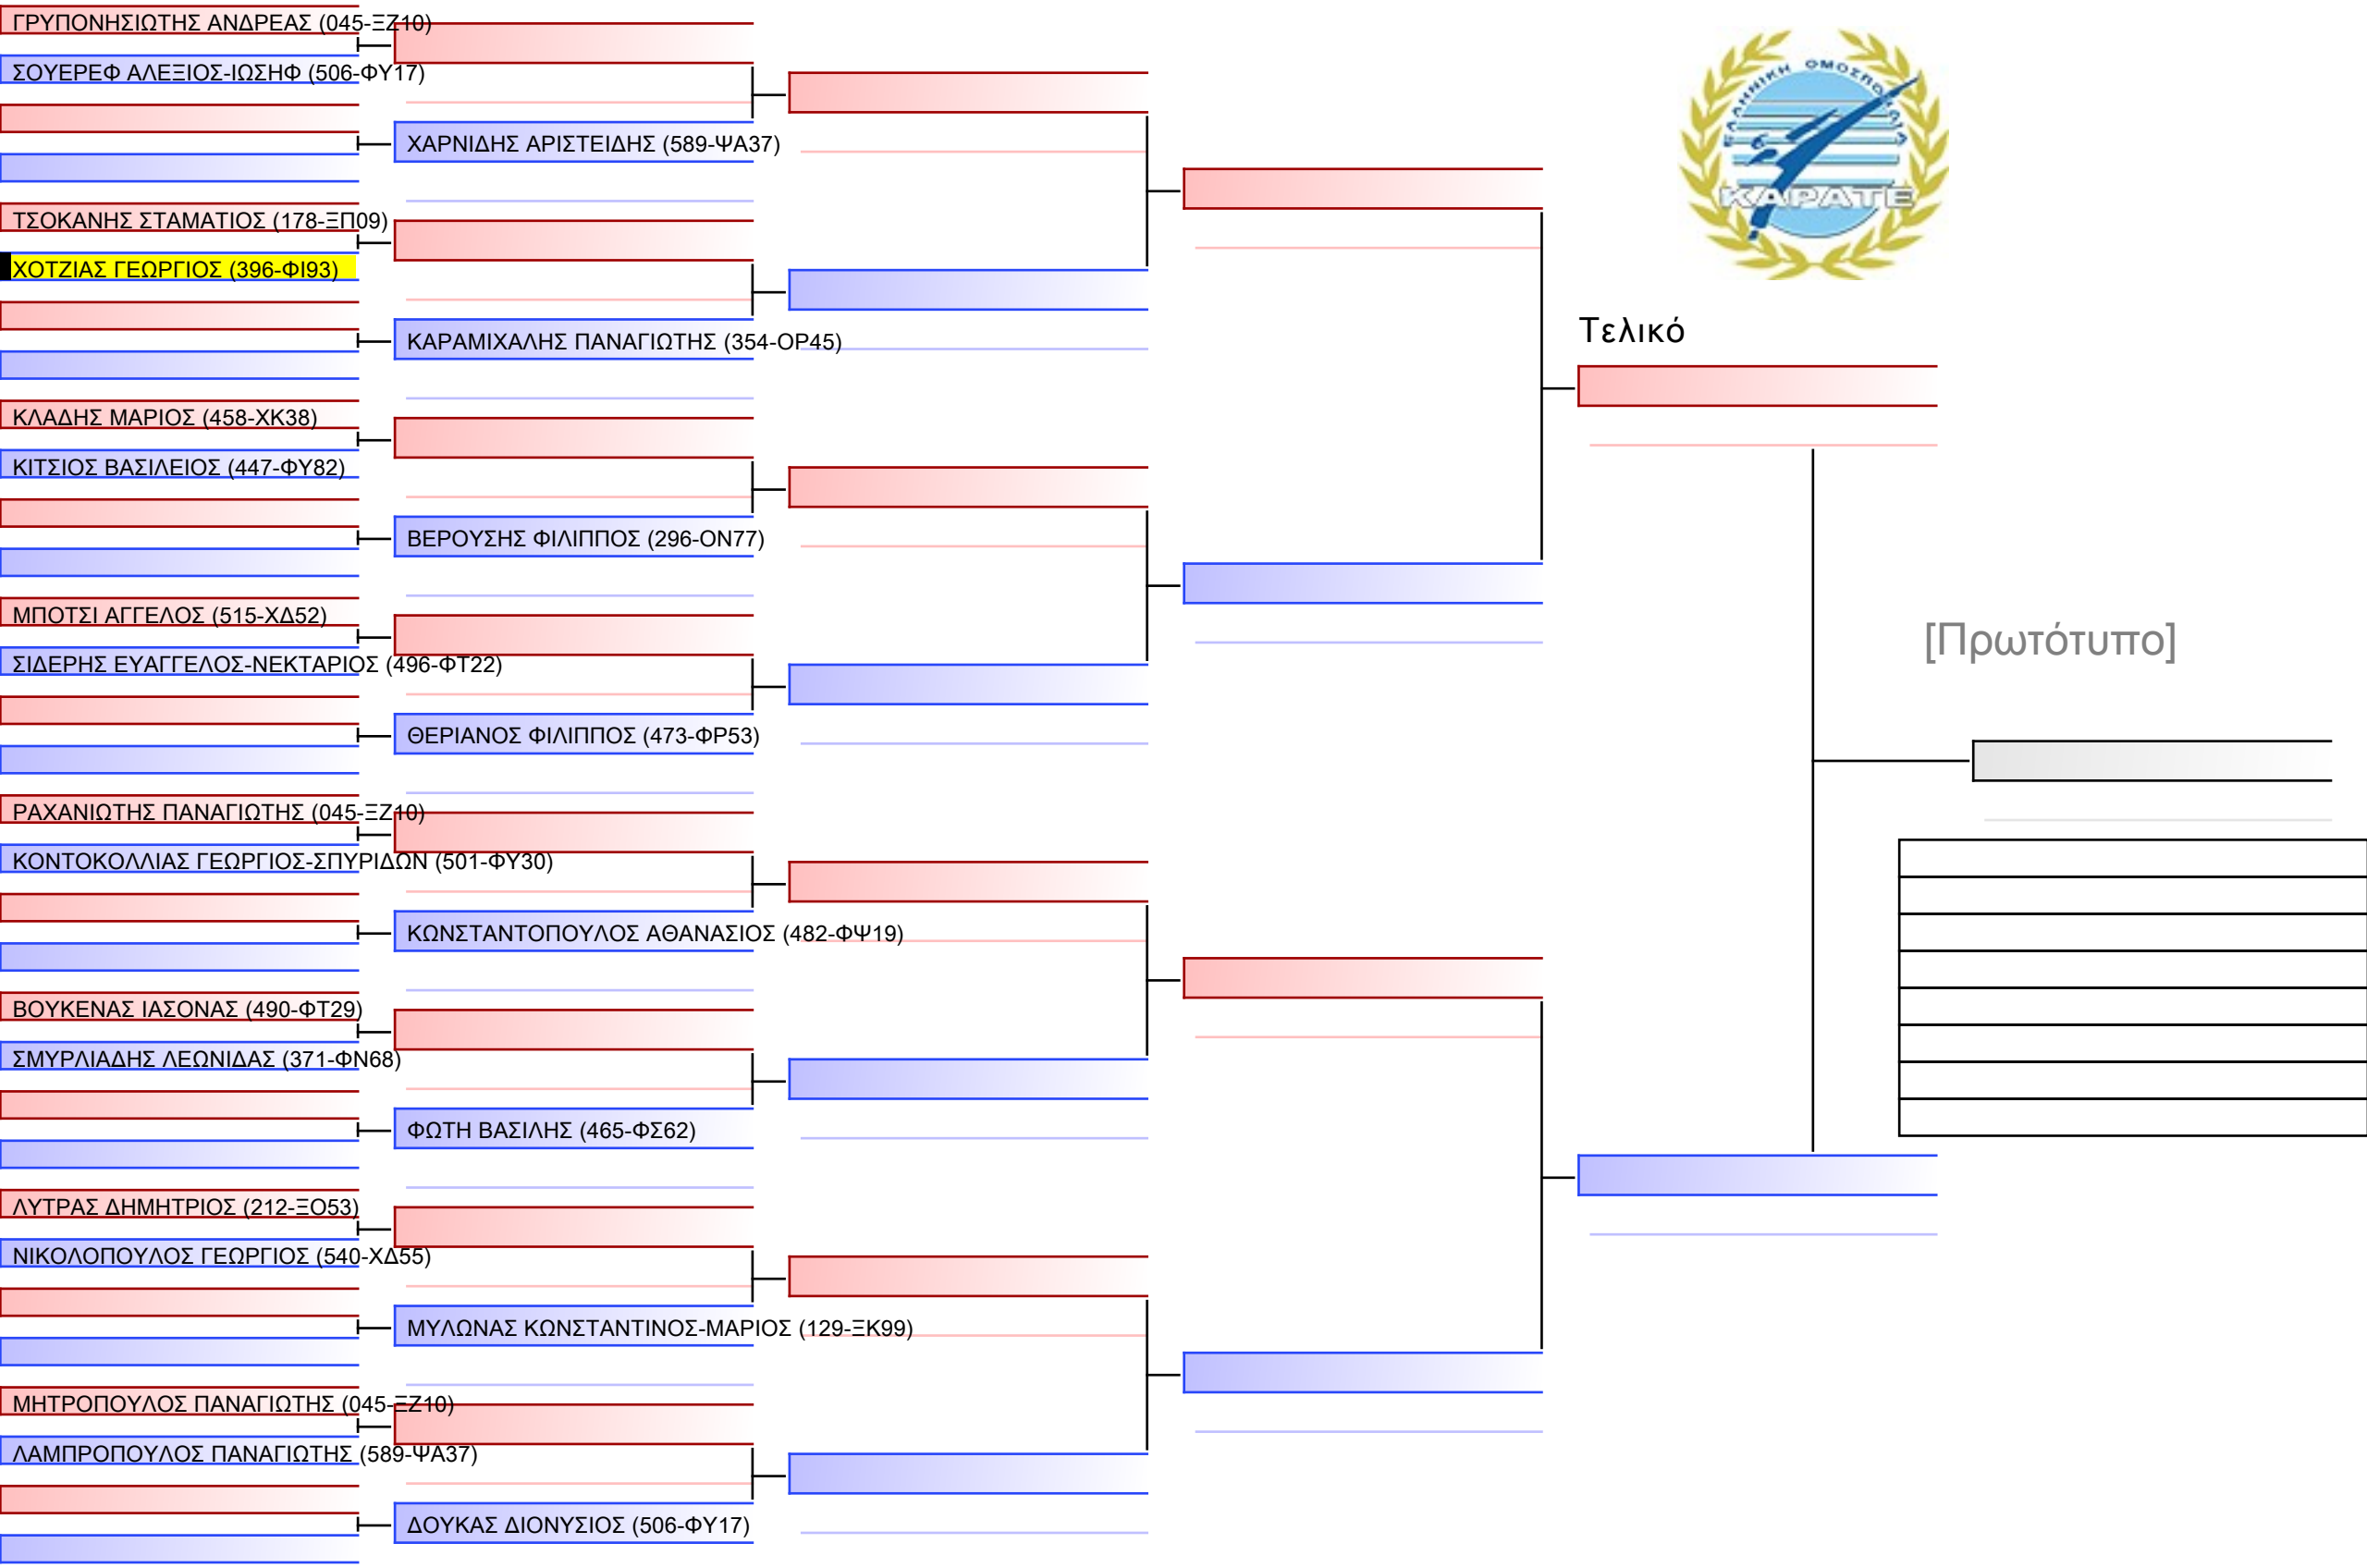 ΓΡΥΠΟΝΗΣΙΩΤΗΣ ΑΝΔΡΕΑΣ (045-ΞΖ10)
ΣΟΥΕΡΕΦ ΑΛΕΞΙΟΣ-ΙΩΣΗΦ (506-ΦΥ17)
ΧΑΡΝΙΔΗΣ ΑΡΙΣΤΕΙΔΗΣ (589-ΨΑ37)
ΤΣΟΚΑΝΗΣ ΣΤΑΜΑΤΙΟΣ (178-ΞΠ09)
ΧΟΤΖΙΑΣ ΓΕΩΡΓΙΟΣ (396-ΦΙ93)
ΚΑΡΑΜΙΧΑΛΗΣ ΠΑΝΑΓΙΩΤΗΣ (354-ΟΡ45)
ΚΛΑΔΗΣ ΜΑΡΙΟΣ (458-ΧΚ38)
ΚΙΤΣΙΟΣ ΒΑΣΙΛΕΙΟΣ (447-ΦΥ82)
ΒΕΡΟΥΣΗΣ ΦΙΛΙΠΠΟΣ (296-ΟΝ77)
ΜΠΟΤΣΙ ΑΓΓΕΛΟΣ (515-ΧΔ52)
ΣΙΔΕΡΗΣ ΕΥΑΓΓΕΛΟΣ-ΝΕΚΤΑΡΙΟΣ (496-ΦΤ22)
ΘΕΡΙΑΝΟΣ ΦΙΛΙΠΠΟΣ (473-ΦΡ53)
ΡΑΧΑΝΙΩΤΗΣ ΠΑΝΑΓΙΩΤΗΣ (045-ΞΖ10)
ΚΟΝΤΟΚΟΛΛΙΑΣ ΓΕΩΡΓΙΟΣ-ΣΠΥΡΙΔΩΝ (501-ΦΥ30)
ΚΩΝΣΤΑΝΤΟΠΟΥΛΟΣ ΑΘΑΝΑΣΙΟΣ (482-ΦΨ19)
ΒΟΥΚΕΝΑΣ ΙΑΣΟΝΑΣ (490-ΦΤ29)
ΣΜΥΡΛΙΑΔΗΣ ΛΕΩΝΙΔΑΣ (371-ΦΝ68)
ΦΩΤΗ ΒΑΣΙΛΗΣ (465-ΦΣ62)
ΛΥΤΡΑΣ ΔΗΜΗΤΡΙΟΣ (212-ΞΟ53)
ΝΙΚΟΛΟΠΟΥΛΟΣ ΓΕΩΡΓΙΟΣ (540-ΧΔ55)
ΜΥΛΩΝΑΣ ΚΩΝΣΤΑΝΤΙΝΟΣ-ΜΑΡΙΟΣ (129-ΞΚ99)
ΜΗΤΡΟΠΟΥΛΟΣ ΠΑΝΑΓΙΩΤΗΣ (045-ΞΖ10)
ΛΑΜΠΡΟΠΟΥΛΟΣ ΠΑΝΑΓΙΩΤΗΣ (589-ΨΑ37)
ΔΟΥΚΑΣ ΔΙΟΝΥΣΙΟΣ (506-ΦΥ17)
ΕΛΛΗΝΙΚΗ ΟΜΟΣΠΟΝΔΙΑ
ΚΑΡΑΤΕ
Τελικό
[Πρωτότυπο]